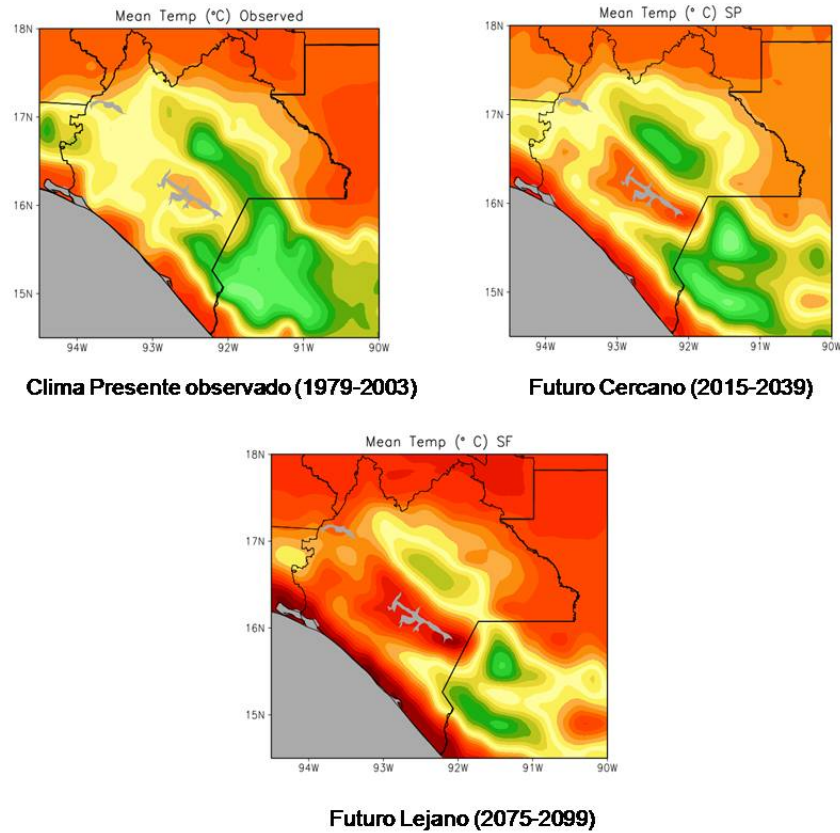 Mean Temp (°C) Observed
18N
17N
16N
15N
94W 93W 92W 91W 90W
Clima Presente observado (1979-2003)
Mean Temp (° C) SP
18N
17N
16N
15N
94W 93W 92W 91W 90W
Futuro Cercano (2015-2039)
Mean Temp (° C) SF
18N
17N
16N
15N
94W 93W 92W 91W 90W
Futuro Lejano (2075-2099)